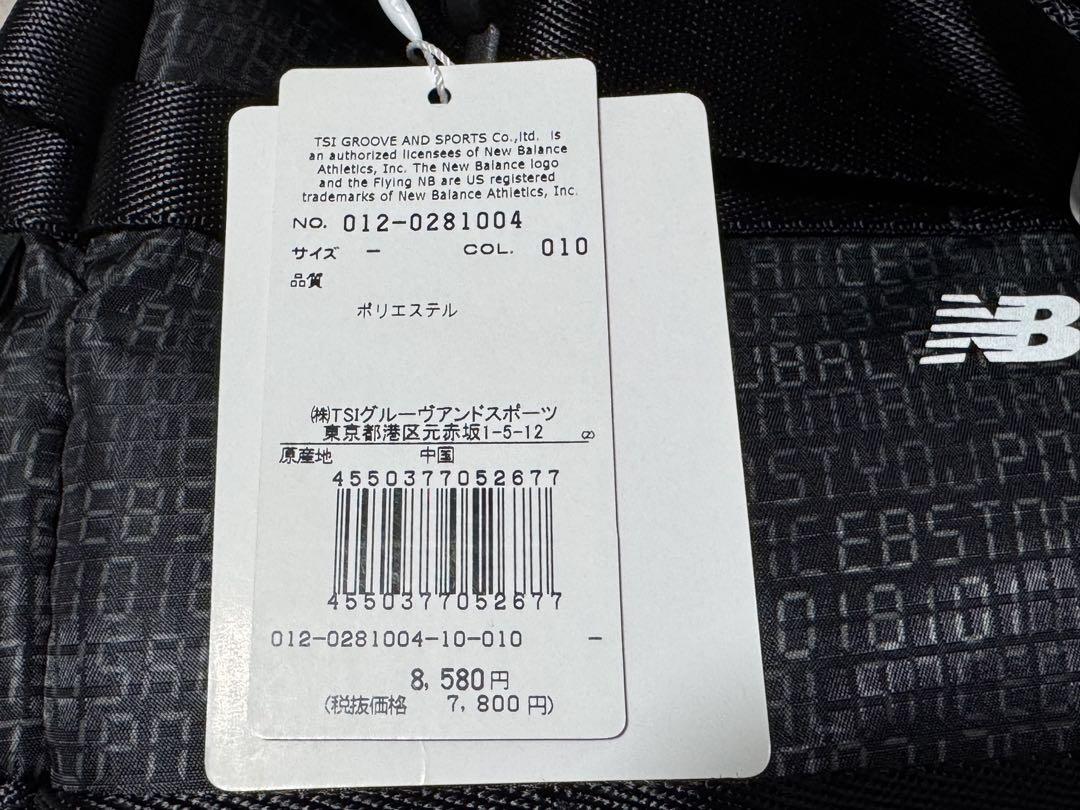 TSI GROOVE AND SPORTS Co.,ltd. is
an authorized licensees of New Balance
Athletics, Inc. The New Balance logo
and the Flying NB are US registered
trademarks of New Balance Athletics, Inc.
NO. 012-0281004
サイズ - COL. 010
品質
ポリエステル
㈱TSIグルーヴアンドスポーツ
東京都港区元赤坂1-5-12
原産地 中国
4550377052677
4550377052677
012-0281004-10-010 -
8,580円
(税抜価格 7,800円)
NB